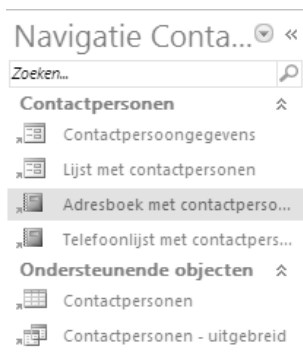 Navigatie Conta...
Zoeken...
Contactpersonen
Contactpersoongegevens
Lijst met contactpersonen
Adresboek met contactperso...
Telefoonlijst met contactpers...
Ondersteunende objecten
Contactpersonen
Contactpersonen - uitgebreid